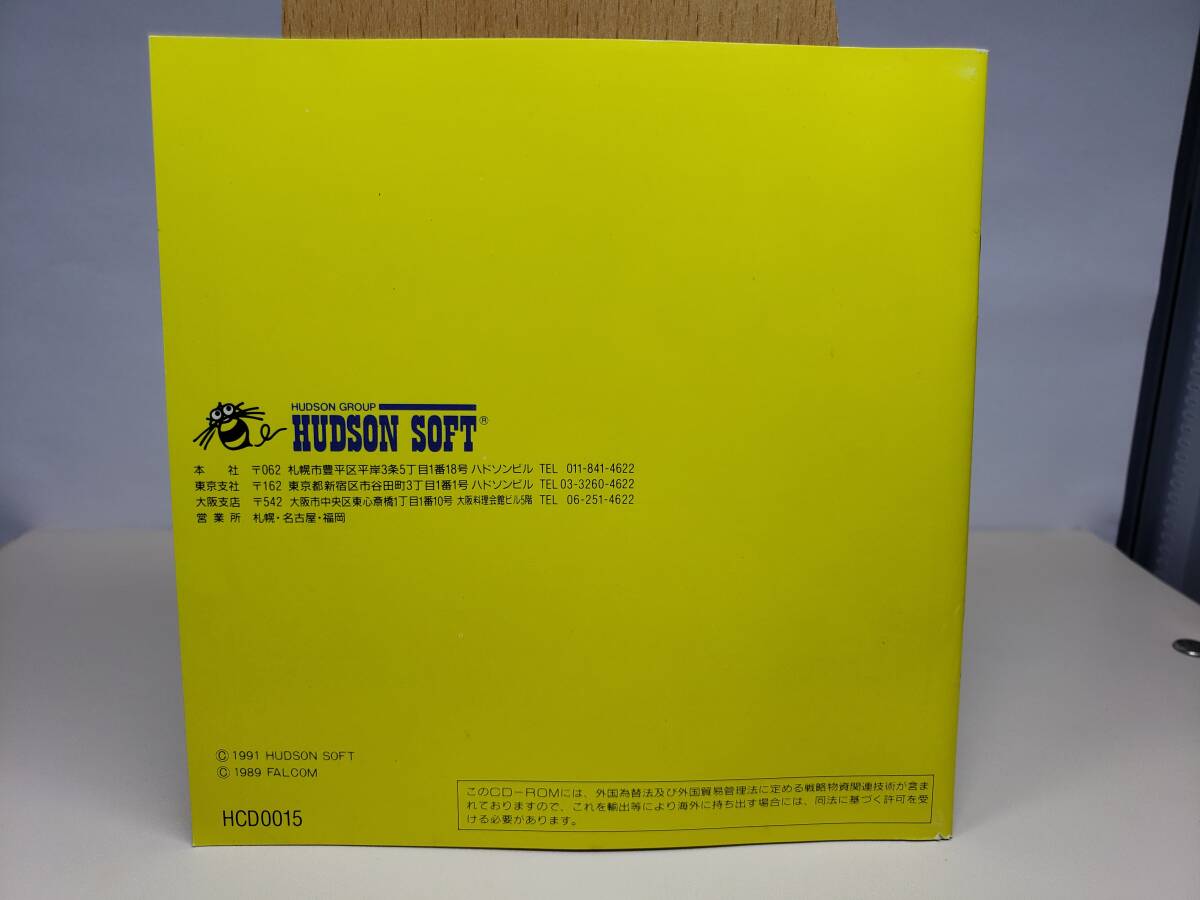 HUDSON GROUP
HUDSON SOFT®
本 社 〒062 札幌市豊平区平岸3条5丁目1番18号 ハドソンビル TEL 011-841-4622
東京支社 〒162 東京都新宿区市谷田町3丁目1番1号 ハドソンビル TEL 03-3260-4622
大阪支店 〒542 大阪市中央区東心斎橋1丁目1番10号 大阪料理会館ビル5階 TEL 06-251-4622
営業所 札幌・名古屋・福岡
© 1991 HUDSON SOFT
© 1989 FALCOM
HCD0015
このCD-ROMには、外国為替法及び外国貿易管理法に定める戦略物資関連技術が含ま
れておりますので、これを輸出等により海外に持ち出す場合には、同法に基づく許可を受
ける必要があります。